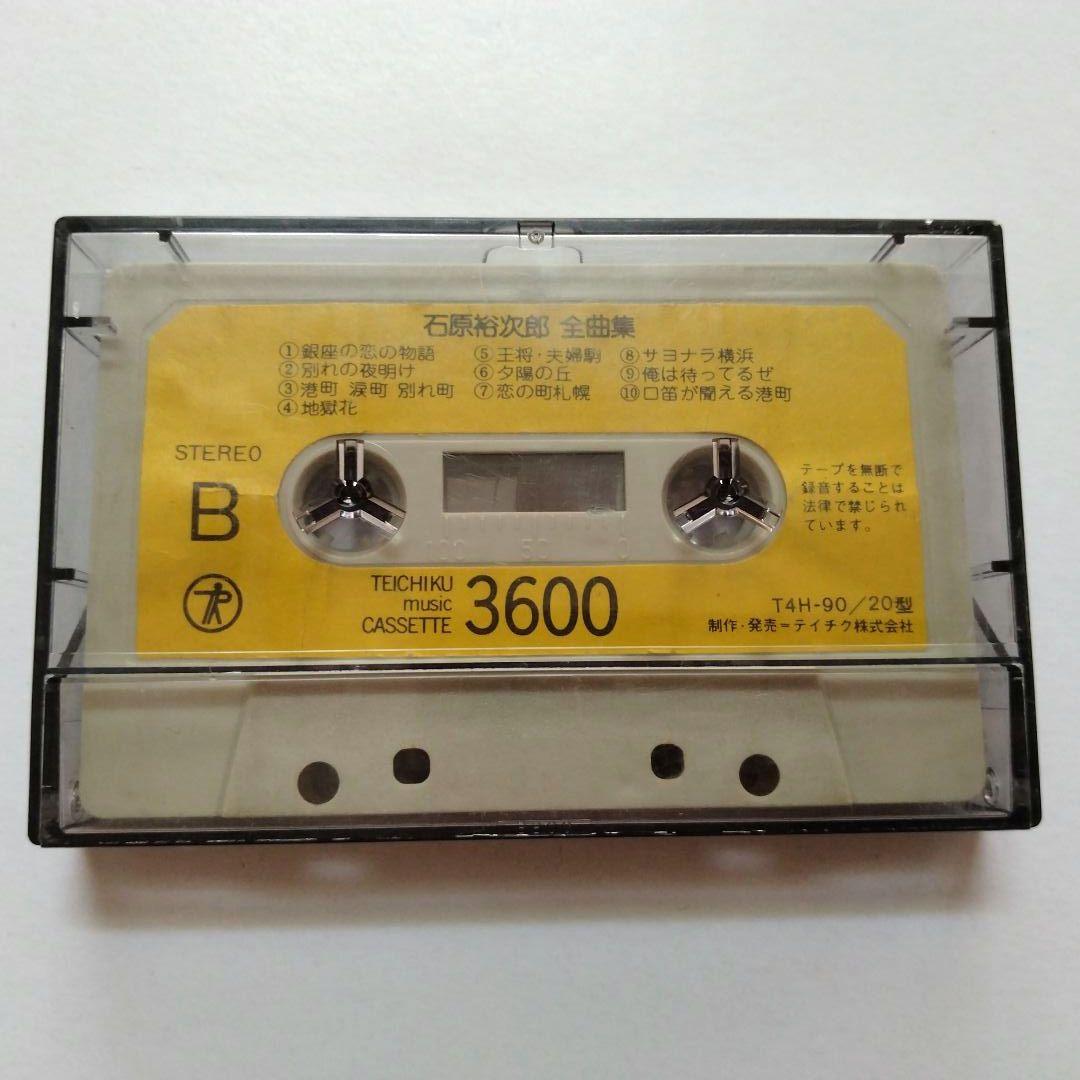 石原裕次郎 全曲集
①銀座の恋の物語
②別れの夜明け
③港町 涙町 別れ町
④地獄花
⑤王将・夫婦駒
⑥夕陽の丘
⑦恋の町札幌
⑧サヨナラ横浜
⑨俺は待ってるぜ
⑩口笛が聞える港町
STEREO
B
テープを無断で
録音することは
法律で禁じられ
ています。
100 50 0
TEICHIKU
music
CASSETTE
3600
T4H-90/20型
制作・発売=テイチク株式会社